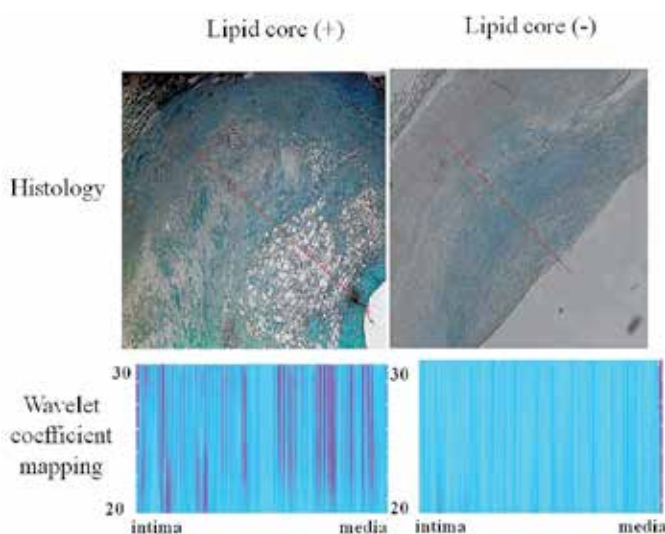 Lipid core (+)
Lipid core (-)
Histology
Wavelet
coefficient
mapping
30
20
intima
media
30
20
intima
media